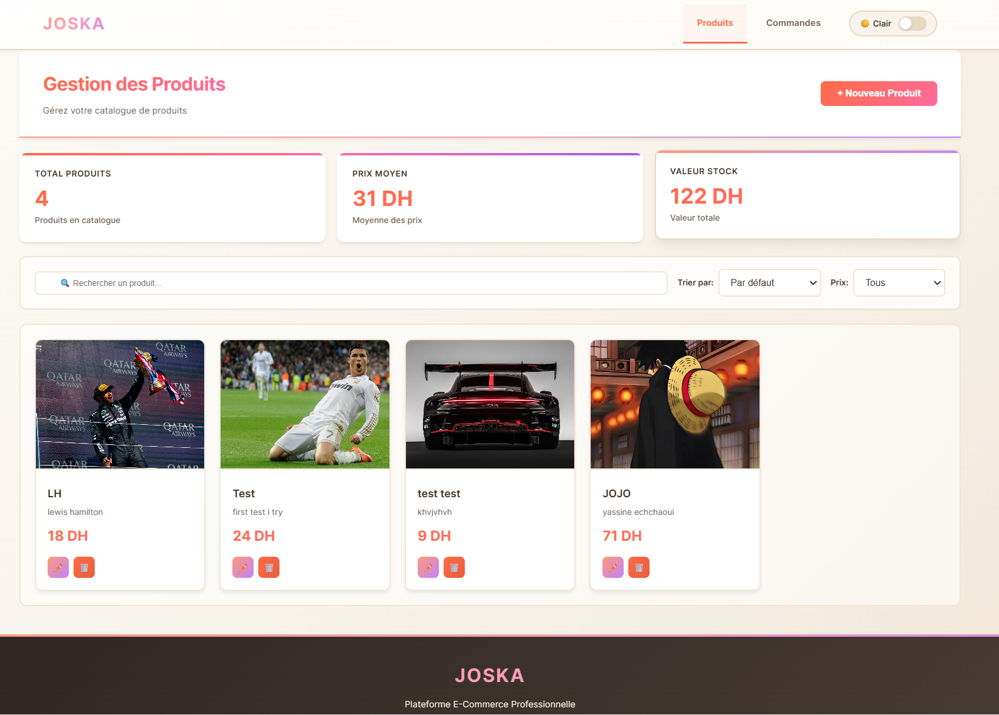 JOSKA
Produits
Commandes
Clair
Gestion des Produits
Gérez votre catalogue de produits
+ Nouveau Produit
TOTAL PRODUITS
4
Produits en catalogue
PRIX MOYEN
31 DH
Moyenne des prix
VALEUR STOCK
122 DH
Valeur totale
Rechercher un produit...
Trier par:
Par défaut
Prix:
Tous
QATAR
AIRWAYS
QATAR
AIRWAYS
QATAR
AIRWAYS
QATAR
AIRWAYS
QATAR
AIRWAYS
QATAR
QATAR
bwin
LH
lewis hamilton
18 DH
Test
first test i try
24 DH
test test
khvjvhvh
9 DH
JOJO
yassine echchaoui
71 DH
JOSKA
Plateforme E-Commerce Professionnelle